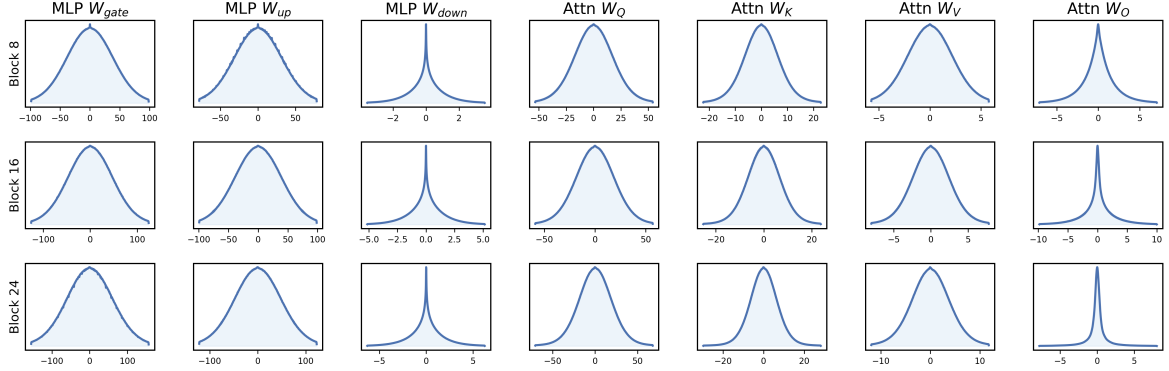 MLP W_gate MLP W_up MLP W_down Attn W_Q Attn W_K Attn W_V Attn W_O
Block 8
−100 −50 0 50 100 −50 0 50 −2 0 2 −50 −25 0 25 50 −20 −10 0 10 20 −5 0 5 −5 0 5
Block 16
−100 0 100 −100 −50 0 50 100 −5.0 −2.5 0.0 2.5 5.0 −50 0 50 −20 0 20 −5 0 5 −10 −5 0 5 10
Block 24
−100 0 100 −100 0 100 −5 0 5 −50 0 50 −20 0 20 −10 0 10 −5 0 5